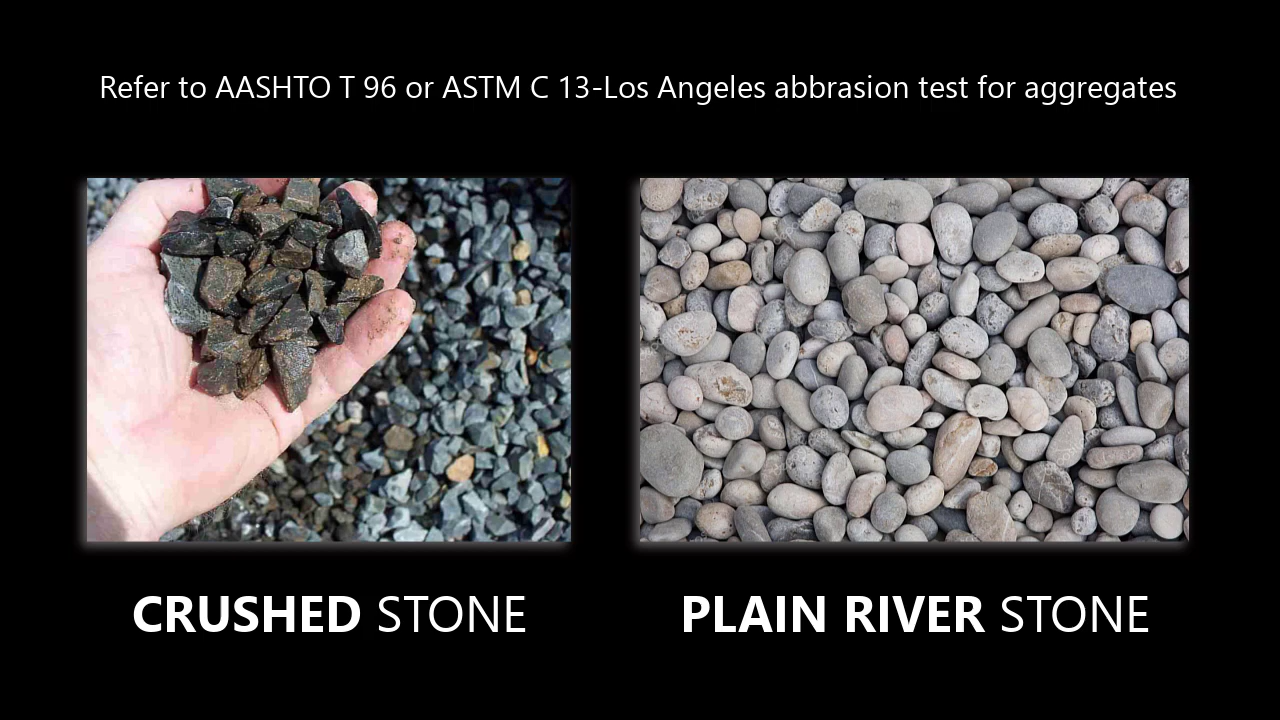 Refer to AASHTO T 96 or ASTM C 13-Los Angeles abbrasion test for aggregates
CRUSHED STONE
PLAIN RIVER STONE